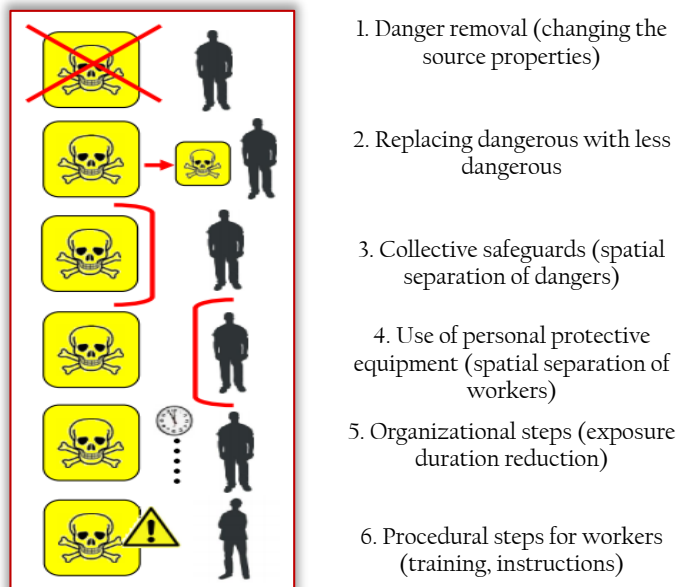 1. Danger removal (changing the
source properties)
2. Replacing dangerous with less
dangerous
3. Collective safeguards (spatial
separation of dangers)
4. Use of personal protective
equipment (spatial separation of
workers)
5. Organizational steps (exposure
duration reduction)
6. Procedural steps for workers
(training, instructions)